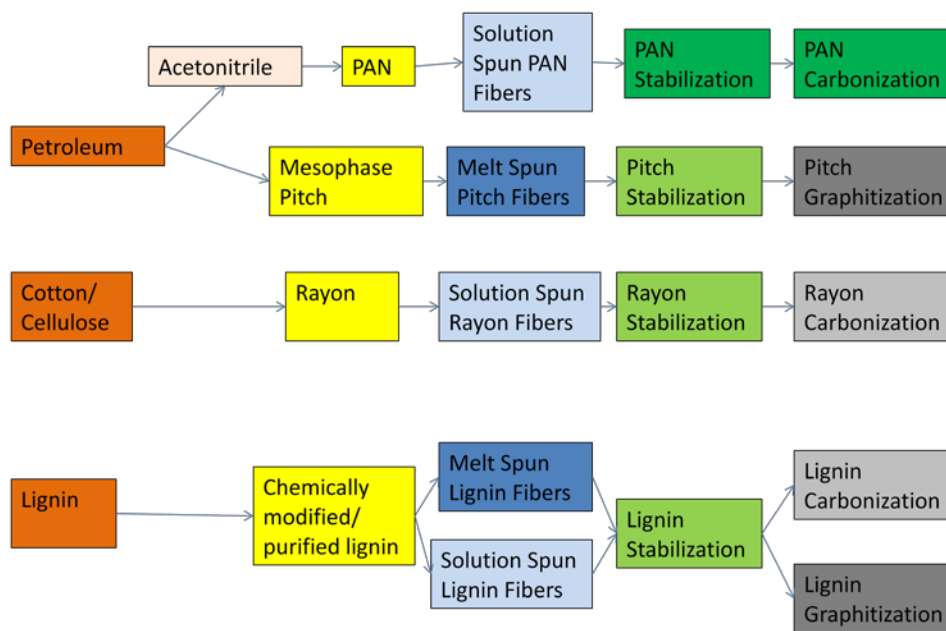 Acetonitrile
PAN
Solution
Spun PAN
Fibers
PAN
Stabilization
PAN
Carbonization
Petroleum
Mesophase
Pitch
Melt Spun
Pitch Fibers
Pitch
Stabilization
Pitch
Graphitization
Cotton/
Cellulose
Rayon
Solution Spun
Rayon Fibers
Rayon
Stabilization
Rayon
Carbonization
Lignin
Chemically
modified/
purified lignin
Melt Spun
Lignin Fibers
Solution Spun
Lignin Fibers
Lignin
Stabilization
Lignin
Carbonization
Lignin
Graphitization